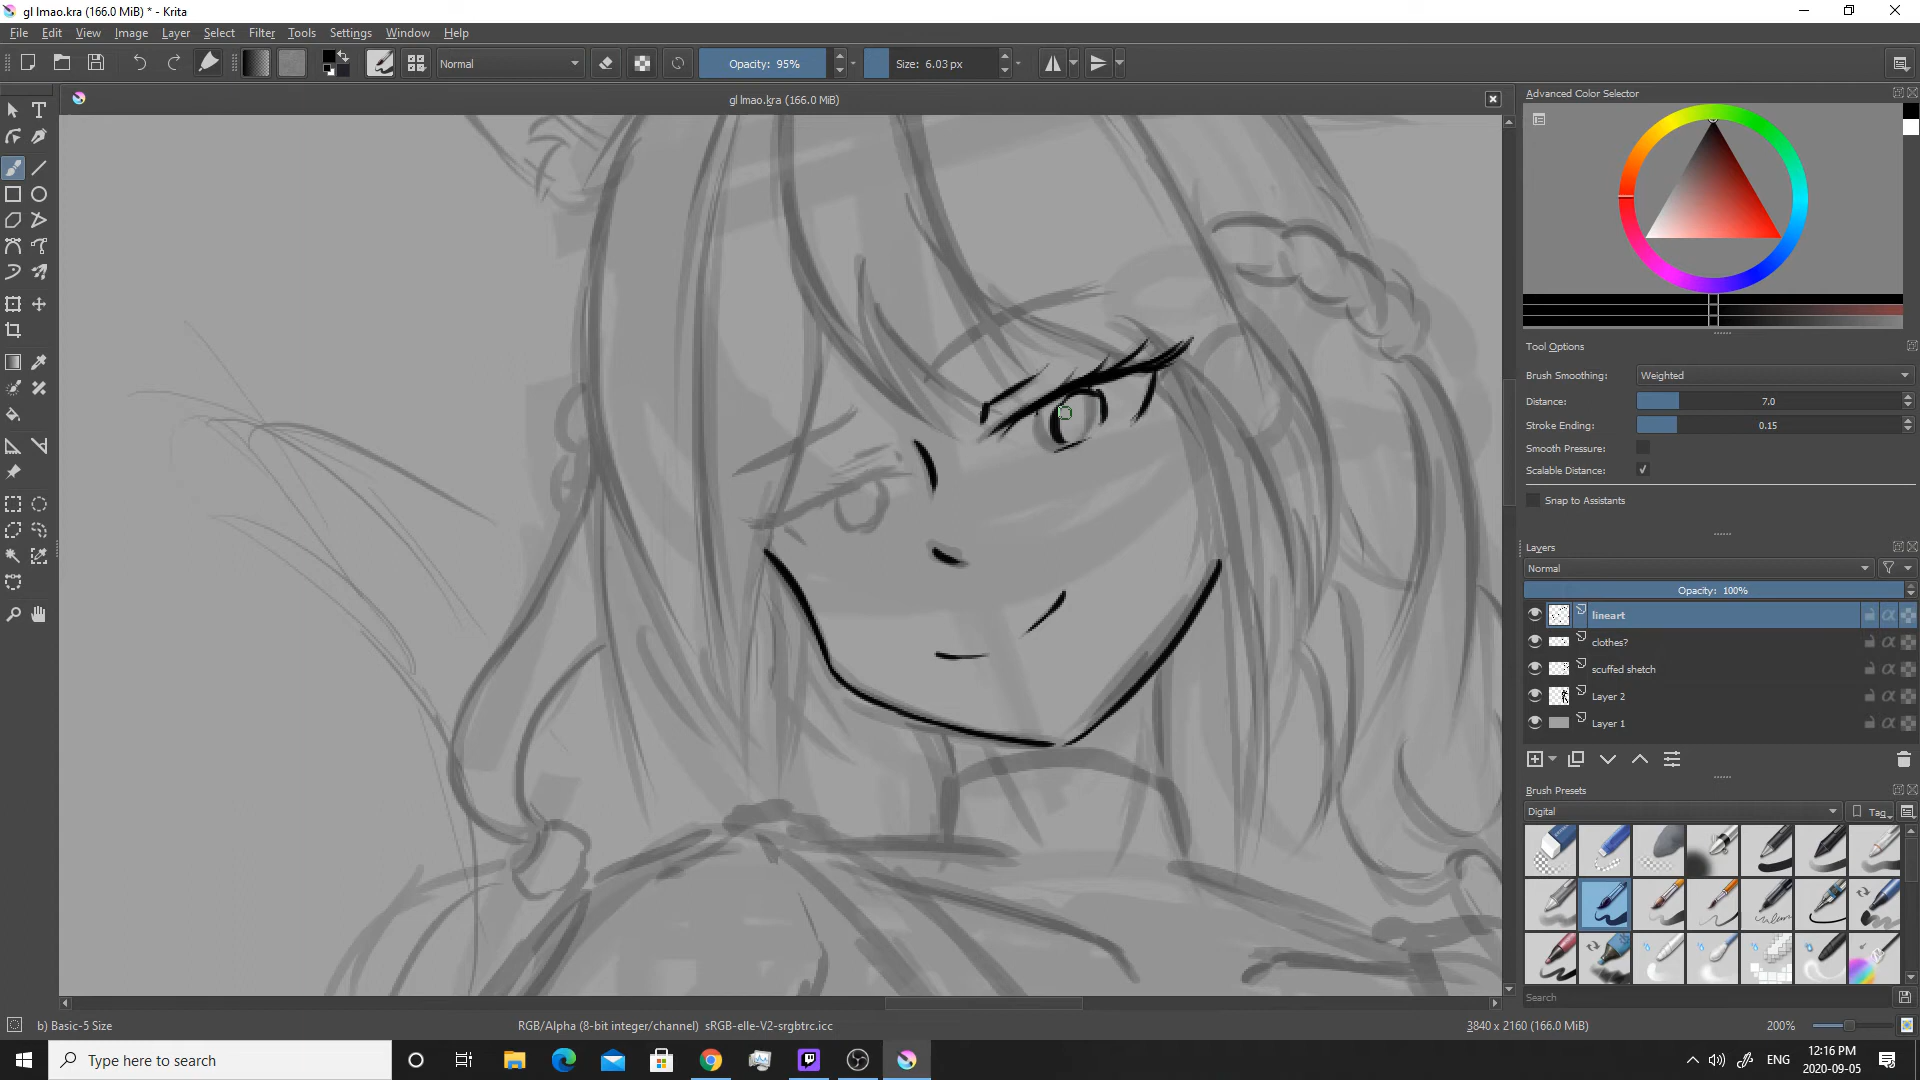 gl lmao.kra (166.0 MiB) * - Krita
File Edit View Image Layer Select Filter Tools Settings Window Help
Normal
Opacity: 95%
Size: 6.03 px
gl lmao.kra (166.0 MiB)
Advanced Color Selector
Tool Options
Brush Smoothing: Weighted
Distance: 7.0
Stroke Ending: 0.15
Smooth Pressure:
Scalable Distance:
Snap to Assistants
Layers
Normal
Opacity: 100%
lineart
clothes?
scuffed shetch
Layer 2
Layer 1
Brush Presets
Digital
Tag
Search
b) Basic-5 Size
RGB/Alpha (8-bit integer/channel) sRGB-elle-V2-srgbtrc.icc
3840 x 2160 (166.0 MiB)
200%
Type here to search
ENG
12:16 PM
2020-09-05